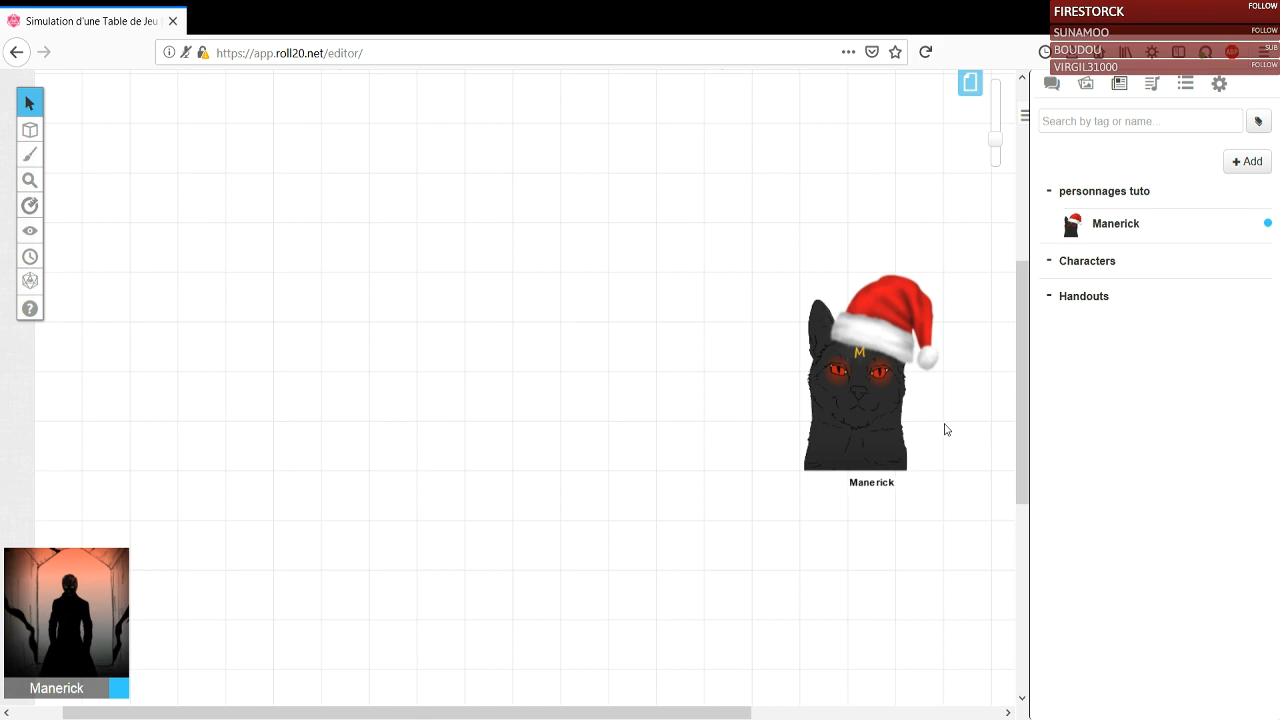 Simulation d'une Table de Jeu
https://app.roll20.net/editor/
FIRESTORCK FOLLOW
SUNAMOO FOLLOW
BOUDOU SUB
VIRGIL31000 FOLLOW
Search by tag or name...
+ Add
- personnages tuto
Manerick
- Characters
- Handouts
M
Manerick
Manerick